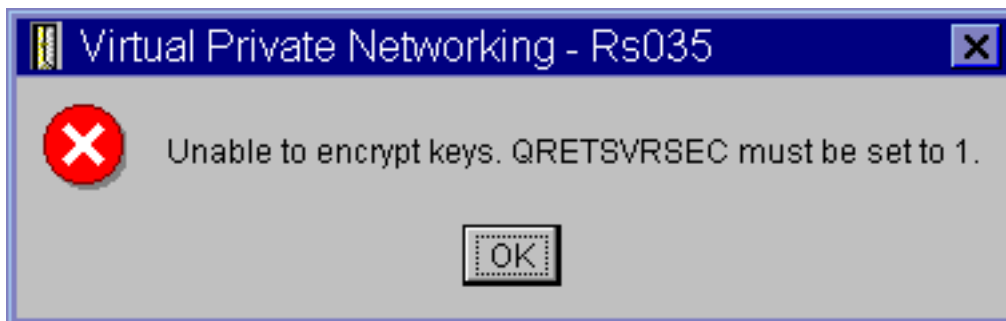 Virtual Private Networking - Rs035
Unable to encrypt keys. QRETSVRSEC must be set to 1.
OK